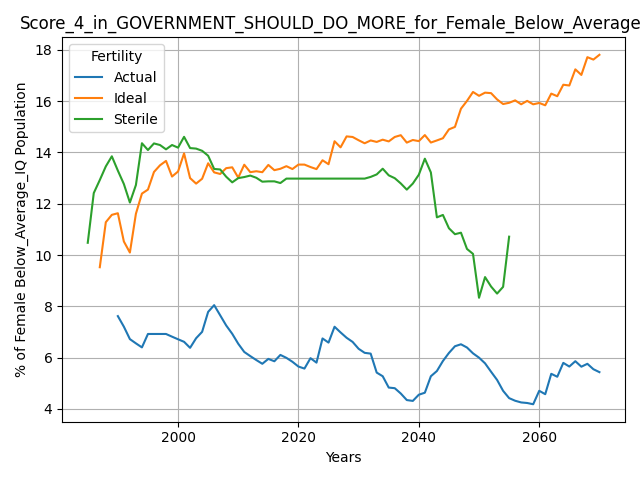 Score_4_in_GOVERNMENT_SHOULD_DO_MORE_for_Female_Below_Average
% of Female Below_Average_IQ Population
Fertility
Actual
Ideal
Sterile
18
16
14
12
10
8
6
4
2000
2020
2040
2060
Years